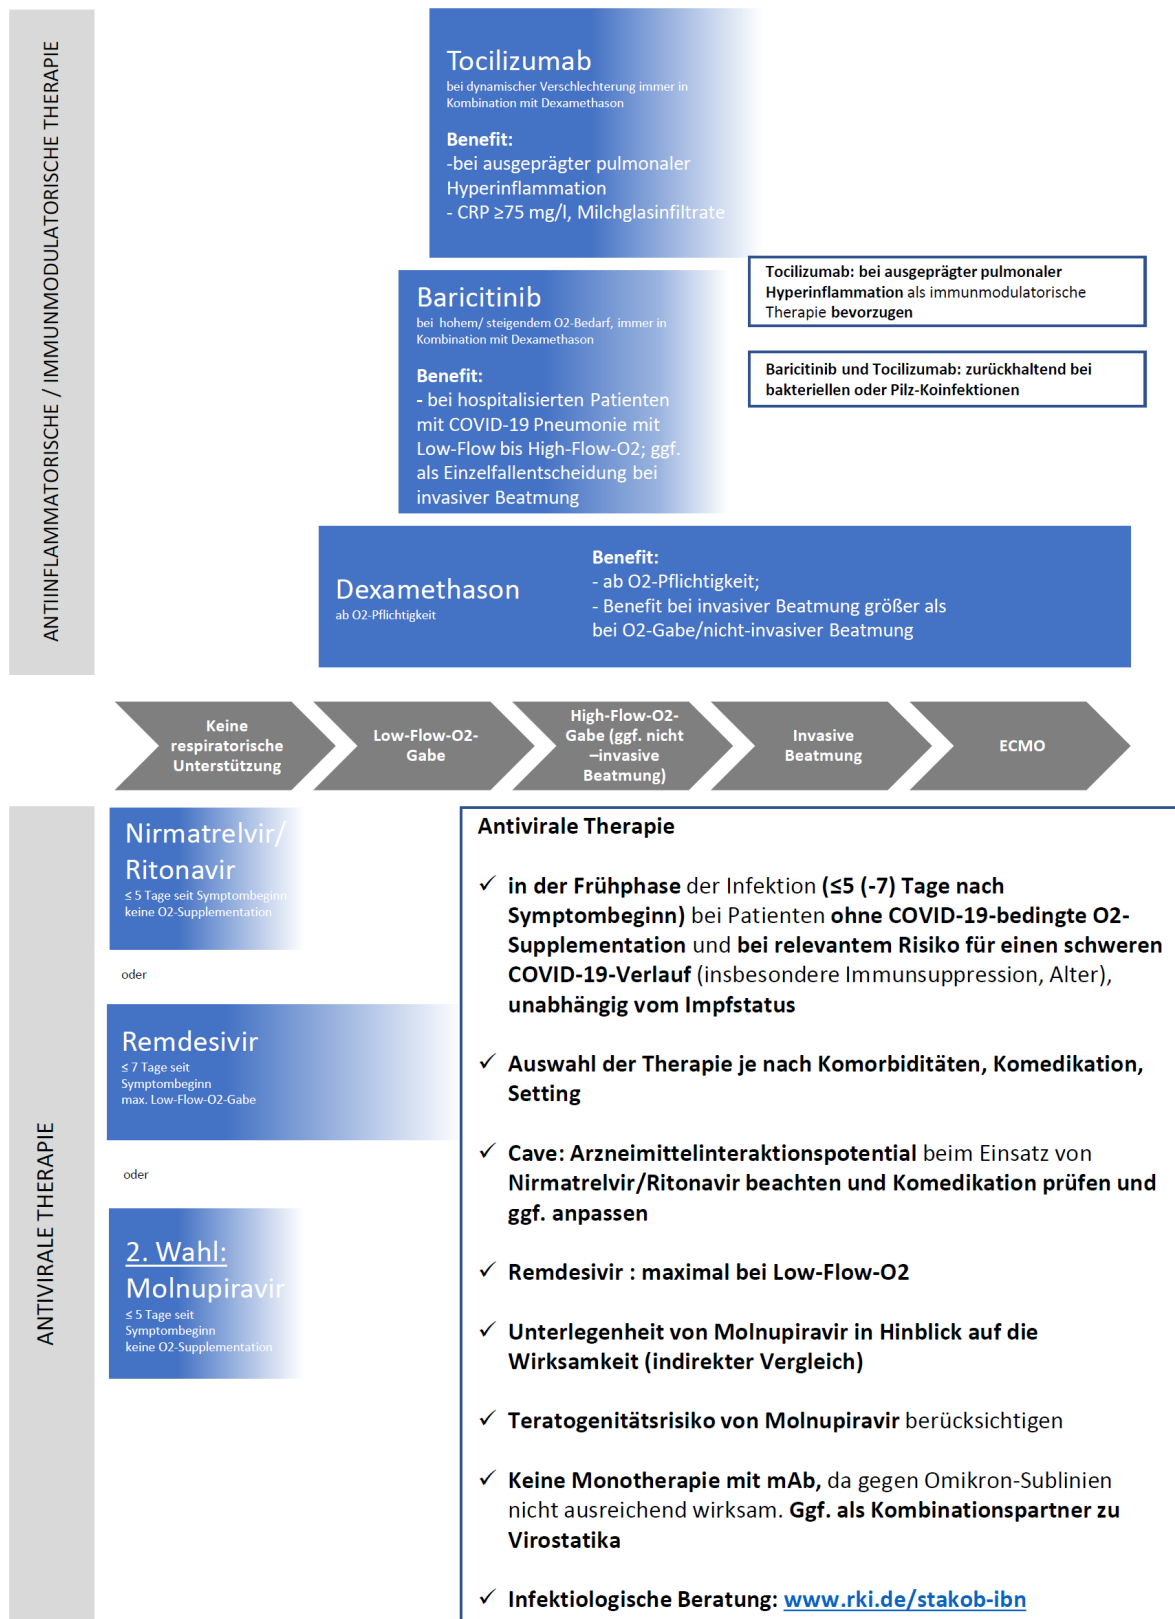 ANTIINFLAMMATORISCHE / IMMUNMODULATORISCHE THERAPIE
Tocilizumab
bei dynamischer Verschlechterung immer in
Kombination mit Dexamethason
Benefit:
-bei ausgeprägter pulmonaler
Hyperinflammation
- CRP ≥75 mg/l, Milchglasinfiltrate
Tocilizumab: bei ausgeprägter pulmonaler
Hyperinflammation als immunmodulatorische
Therapie bevorzugen
Baricitinib
bei hohem/ steigendem O2-Bedarf, immer in
Kombination mit Dexamethason
Benefit:
- bei hospitalisierten Patienten
mit COVID-19 Pneumonie mit
Low-Flow bis High-Flow-O2; ggf.
als Einzelfallentscheidung bei
invasiver Beatmung
Baricitinib und Tocilizumab: zurückhaltend bei
bakteriellen oder Pilz-Koinfektionen
Dexamethason
ab O2-Pflichtigkeit
Benefit:
- ab O2-Pflichtigkeit;
- Benefit bei invasiver Beatmung größer als
bei O2-Gabe/nicht-invasiver Beatmung
Keine
respiratorische
Unterstützung
Low-Flow-O2-
Gabe
High-Flow-O2-
Gabe (ggf. nicht
–invasive
Beatmung)
Invasive
Beatmung
ECMO
ANTIVIRALE THERAPIE
Nirmatrelvir/
Ritonavir
≤ 5 Tage seit Symptombeginn
keine O2-Supplementation
oder
Remdesivir
≤ 7 Tage seit
Symptombeginn
max. Low-Flow-O2-Gabe
oder
2. Wahl:
Molnupiravir
≤ 5 Tage seit
Symptombeginn
keine O2-Supplementation
Antivirale Therapie
✓ in der Frühphase der Infektion (≤5 (-7) Tage nach
Symptombeginn) bei Patienten ohne COVID-19-bedingte O2-
Supplementation und bei relevantem Risiko für einen schweren
COVID-19-Verlauf (insbesondere Immunsuppression, Alter),
unabhängig vom Impfstatus
✓ Auswahl der Therapie je nach Komorbiditäten, Komedikation,
Setting
✓ Cave: Arzneimittelinteraktionspotential beim Einsatz von
Nirmatrelvir/Ritonavir beachten und Komedikation prüfen und
ggf. anpassen
✓ Remdesivir : maximal bei Low-Flow-O2
✓ Unterlegenheit von Molnupiravir in Hinblick auf die
Wirksamkeit (indirekter Vergleich)
✓ Teratogenitätsrisiko von Molnupiravir berücksichtigen
✓ Keine Monotherapie mit mAb, da gegen Omikron-Sublinien
nicht ausreichend wirksam. Ggf. als Kombinationspartner zu
Virostatika
✓ Infektiologische Beratung: www.rki.de/stakob-ibn